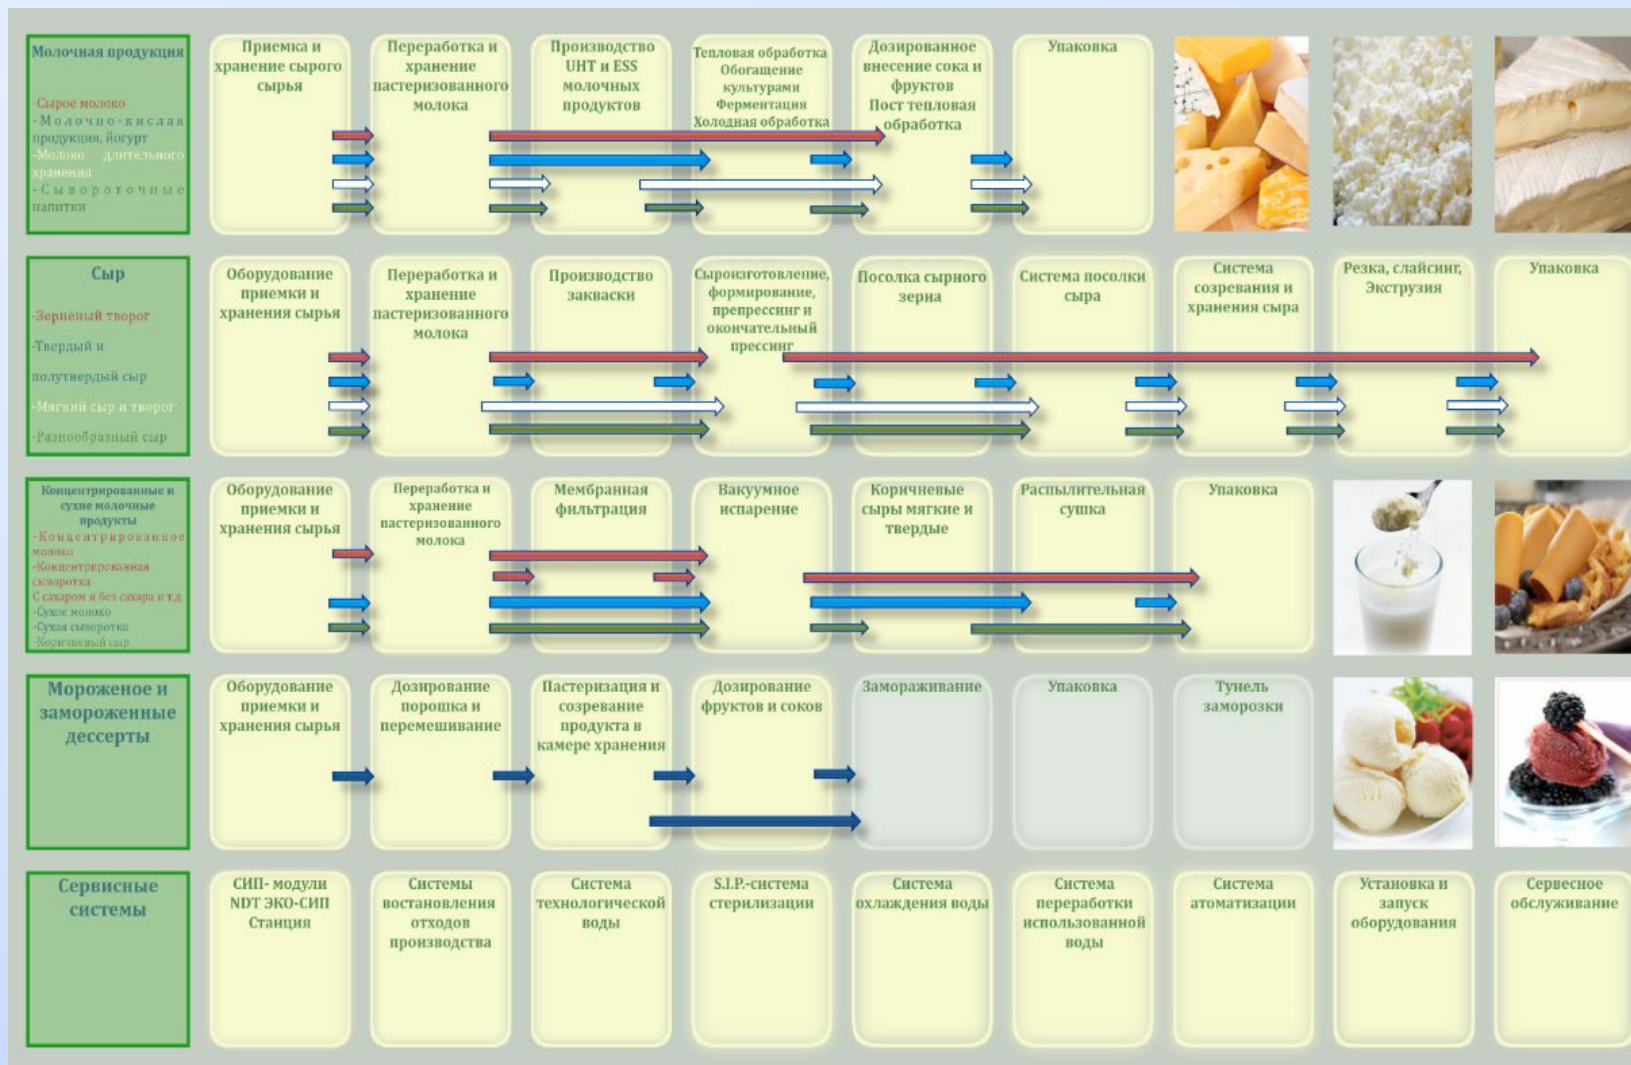 Молочная продукция
-Сырое молоко
-Молочно-кислая
продукция, йогурт
-Молоко длительного
хранения
-Сывороточные
напитки
Приемка и
хранение сырого
сырья
Переработка и
хранение
пастеризованного
молока
Производство
UHT и ESS
молочных
продуктов
Тепловая обработка
Обогащение
культурами
Ферментация
Холодная обработка
Дозированное
внесение сока и
фруктов
Пост тепловая
обработка
Упаковка
Сыр
-Зернёный творог
-Твердый и
полутвердый сыр
-Мягкий сыр и творог
-Разнообразный сыр
Оборудование
приемки и
хранения сырья
Переработка и
хранение
пастеризованного
молока
Производство
закваски
Сыроизготовление,
формирование,
препрессинг и
окончательный
прессинг
Посолка сырного
зерна
Система посолки
сыра
Система
созревания и
хранения сыра
Резка, слайсинг,
Экструзия
Упаковка
Концентрированные и
сухие молочные
продукты
-Концентрированное
молоко
-Концентрированная
сыворотка
С сахаром и без сахара и т.д
-Сухое молоко
-Сухая сыворотка
-Коричневый сыр
Оборудование
приемки и
хранения сырья
Переработка и
хранение
пастеризованного
молока
Мембранная
фильтрация
Вакуумное
испарение
Коричневые
сыры мягкие и
твердые
Распылительная
сушка
Упаковка
Мороженое и
замороженные
дессерты
Оборудование
приемки и
хранения сырья
Дозирование
порошка и
перемешивание
Пастеризация и
созревание
продукта в
камере хранения
Дозирование
фруктов и соков
Замораживание
Упаковка
Тунель
заморозки
Сервисные
системы
СИП- модули
NDT ЭКО-СИП
Станция
Системы
востановления
отходов
производства
Система
технологической
воды
S.I.P.-система
стерилизации
Система
охлаждения воды
Система
переработки
использованной
воды
Система
атоматизации
Установка и
запуск
оборудования
Сервесное
обслуживание